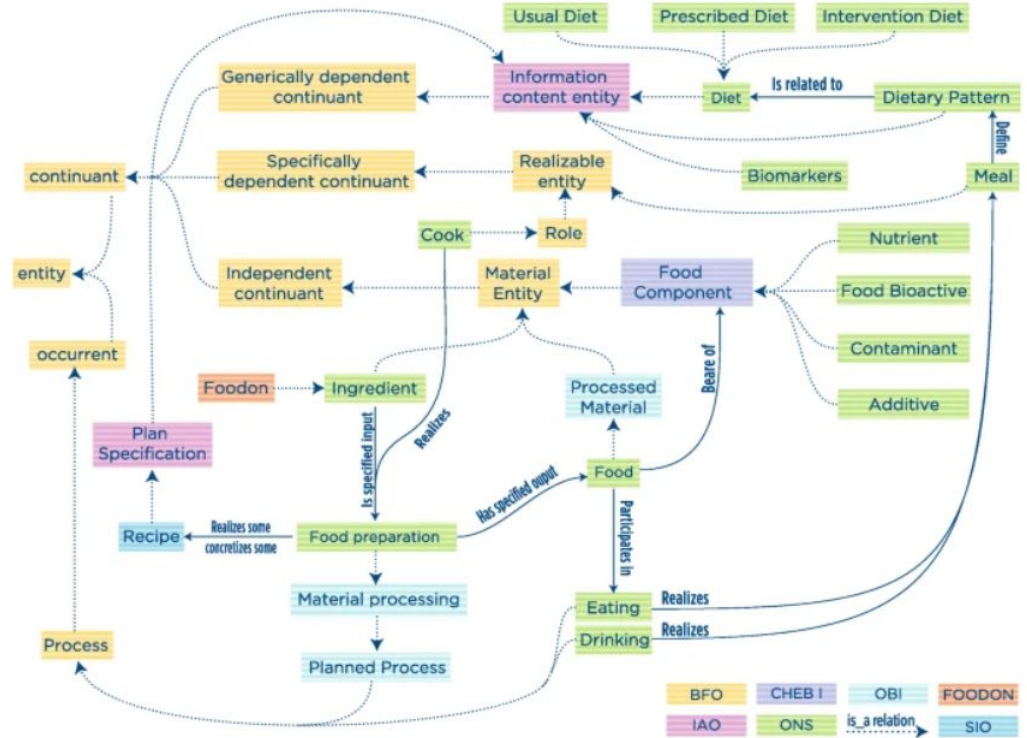 Usual Diet
Prescribed Diet
Intervention Diet
Generically dependent
continuant
Information
content entity
Diet
Is related to
Dietary Pattern
Define
continuant
Specifically
dependent continuant
Realizable
entity
Biomarkers
Meal
Cook
Role
Nutrient
entity
Independent
continuant
Material
Entity
Food
Component
Food Bioactive
occurrent
Contaminant
Foodon
Ingredient
Processed
Material
Beare of
Additive
Plan
Specification
Is specified input
Realizes
Has specified ouput
Food
Recipe
Realizes some
concretizes some
Food preparation
Participates in
Material processing
Eating
Realizes
Process
Drinking
Realizes
Planned Process
BFO
CHEB I
OBI
FOODON
IAO
ONS
is_a relation
SIO